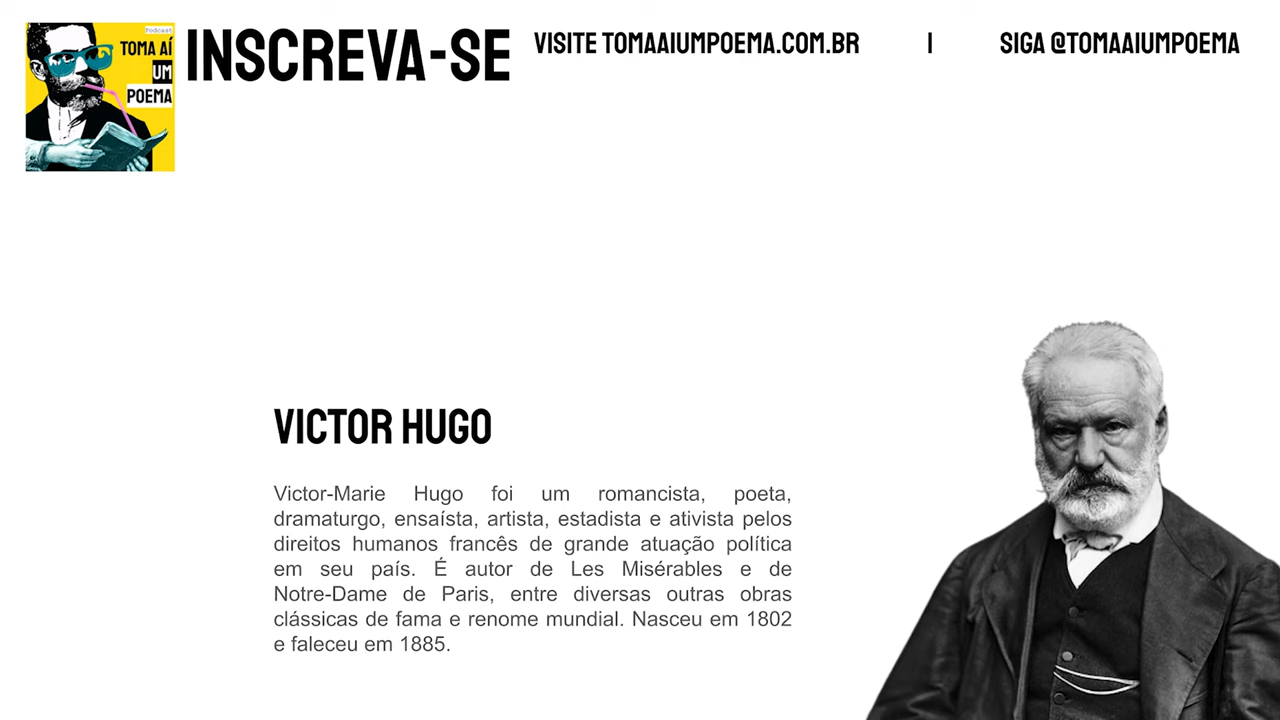 Podcast
TOMA AÍ
UM
POEMA
INSCREVA-SE
VISITE TOMAAIUMPOEMA.COM.BR
|
SIGA @TOMAAIUMPOEMA
VICTOR HUGO
Victor-Marie Hugo foi um romancista, poeta,
dramaturgo, ensaísta, artista, estadista e ativista pelos
direitos humanos francês de grande atuação política
em seu país. É autor de Les Misérables e de
Notre-Dame de Paris, entre diversas outras obras
clássicas de fama e renome mundial. Nasceu em 1802
e faleceu em 1885.